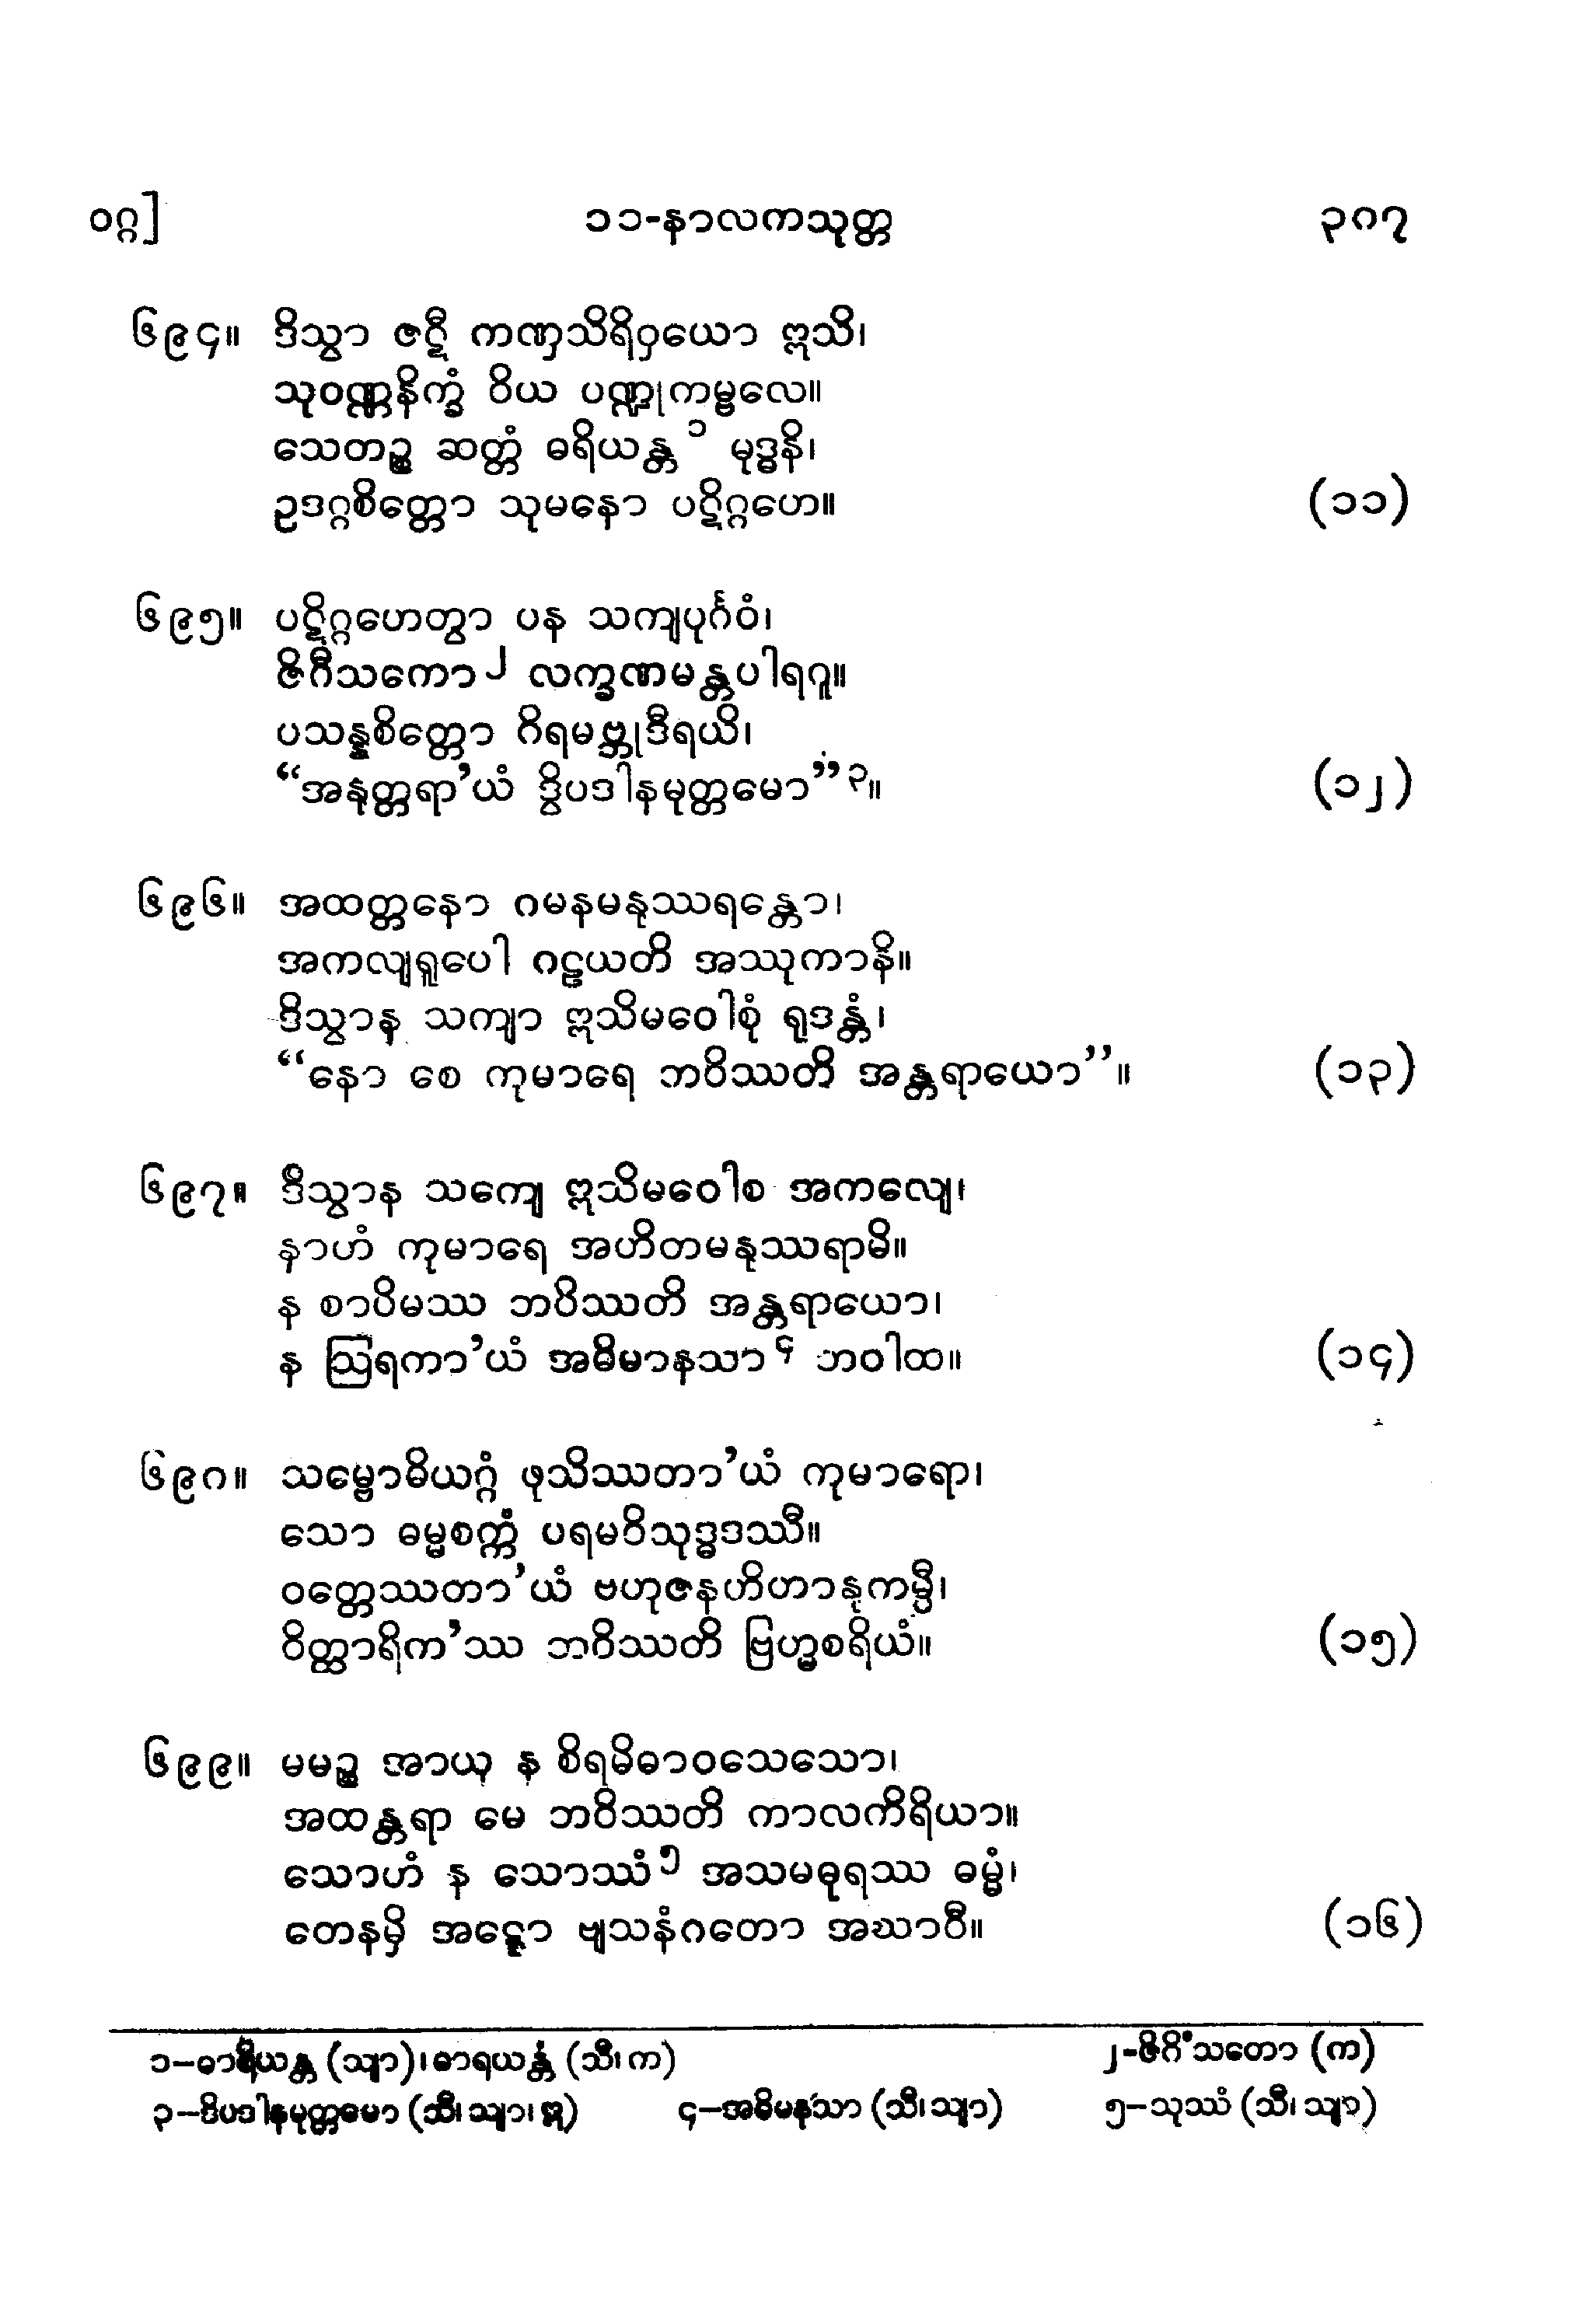 ဝဂ္ဂ] ၁၁-နာလကသုတ္တ ၃၈၇
၆၉၄။ ဒိသွာ ဇဋီ ကဏှသိရိဝှယော ဣသိ၊
သုဝဏ္ဏနိက္ခံ ဝိယ ပဏ္ဍုကမ္ဗလေ။
သေတဉ္စ ဆတ္တံ ဓရိယန္တ ၁ မုဒ္ဓနိ၊
ဥဒဂ္ဂစိတ္တော သုမနော ပဋိဂ္ဂဟေ။ (၁၁)
၆၉၅။ ပဋိဂ္ဂဟေတွာ ပန သကျပုင်္ဂဝံ၊
ဇိဂီသကော ၂ လက္ခဏမန္တပါရဂူ။
ပသန္နစိတ္တော ဂိရမဗ္ဘုဒီရယိ၊
“အနုတ္တရာ’ယံ ဒွိပဒါနမုတ္တမော” ၃။ (၁၂)
၆၉၆။ အထတ္တနော ဂမနမနုဿရန္တော၊
အကလျရူပေါ ဂဠယတိ အဿုကာနိ။
ဒိသွာန သကျာ ဣသိမဝေါစုံ ရုဒန္တံ၊
“နော စေ ကုမာရေ ဘဝိဿတိ အန္တရာယော”။ (၁၃)
၆၉၇။ ဒိသွာန သကျေ ဣသိမဝေါစ အကလျေ၊
နာဟံ ကုမာရေ အဟိတမနုဿရာမိ။
န စာပိမဿ ဘဝိဿတိ အန္တရာယော၊
န ဩရကာ’ယံ အဓိမာနသာ ၄ ဘဝါထ။ (၁၄)
၆၉၈။ သမ္ဗောဓိယဂ္ဂံ ဖုသိဿတာ’ယံ ကုမာရော၊
သော ဓမ္မစက္ကံ ပရမဝိသုဒ္ဓဒဿီ။
ဝတ္တေဿတာ’ယံ ဗဟုဇနဟိတာနုကမ္ပီ၊
ဝိတ္ထာရိက’ဿ ဘဝိဿတိ ဗြဟ္မစရိယံ။ (၁၅)
၆၉၉။ မမဉ္စ အာယု န စိရမိဓာဝသေသော၊
အထန္တရာ မေ ဘဝိဿတိ ကာလကိရိယာ။
သောဟံ န သောဿံ ၅ အသမဓုရဿ ဓမ္မံ၊
တေနမှိ အဋ္ဋော ဗျသနံဂတော အဃာဝီ။ (၁၆)
၁–ဓာရိယန္တ (သျာ)၊ ဓာရယန္တံ (သီ၊ က) ၂–ဇိဂိံသတော (က)
၃–ဒိပဒါနမုတ္တမော (သီ၊ သျာ၊ ဣ) ၄–အဓိမနသာ (သီ၊ သျာ) ၅–သုဿံ (သီ၊ သျာ)